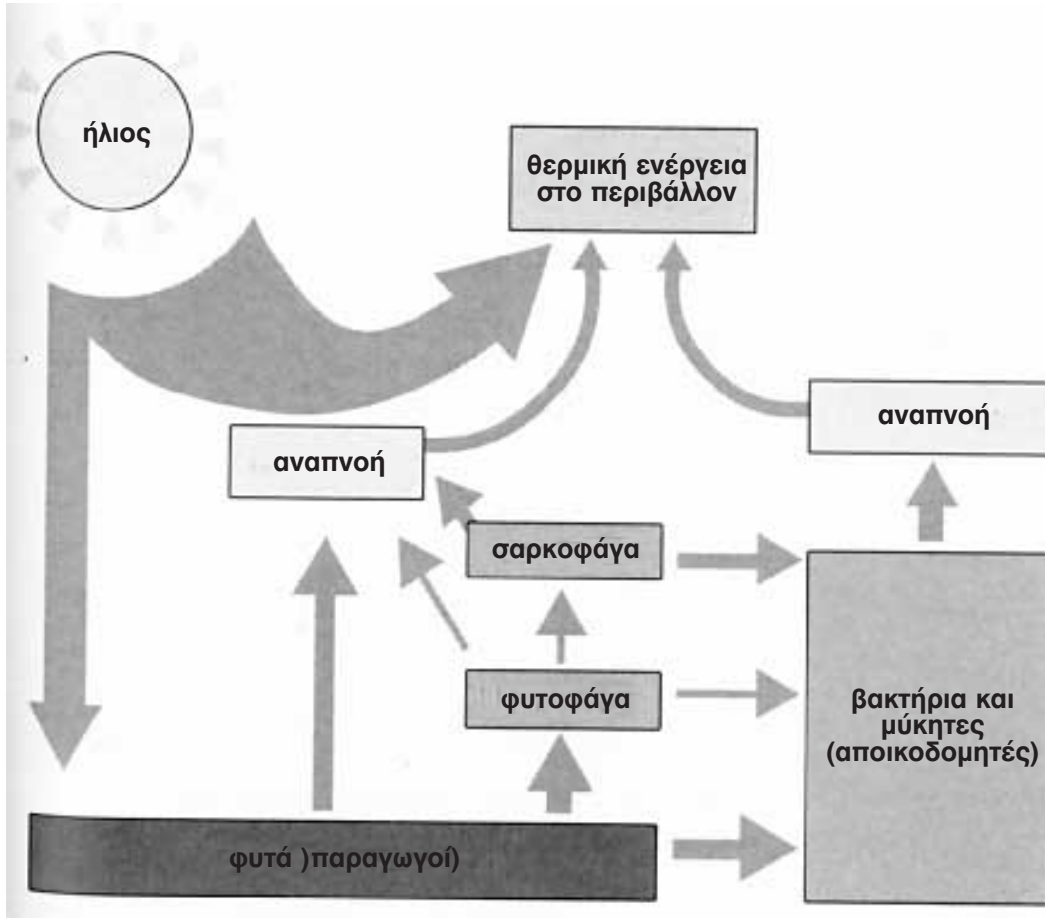 ήλιος
θερμική ενέργεια
στο περιβάλλον
αναπνοή
αναπνοή
σαρκοφάγα
φυτοφάγα
βακτήρια και
μύκητες
(αποικοδομητές)
φυτά )παραγωγοί)